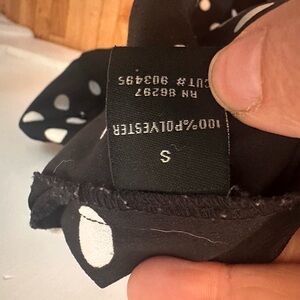 S
100% POLYESTER
RN 86297
CUT# 903495